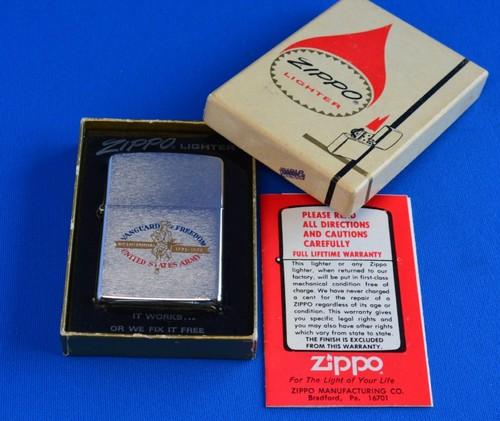 ZIPPO
LIGHTER
ZIPPO LIGHTER
VANGUARD OF FREEDOM
BICENTENNIAL 1775-1975
UNITED STATES ARMY
IT WORKS...
OR WE FIX IT FREE
PLEASE READ
ALL DIRECTIONS
AND CAUTIONS
CAREFULLY
FULL LIFETIME WARRANTY
This lighter or any Zippo
lighter, when returned to our
factory, will be put in first-class
mechanical condition free of
charge. We have never charged
a cent for the repair of a
ZIPPO regardless of its age or
condition. This warranty gives
you specific legal rights and
you may also have other rights
which vary from state to state.
THE FINISH IS EXCLUDED
FROM THIS WARRANTY.
Zippo
For The Light of Your Life
ZIPPO MANUFACTURING CO.
Bradford, Pa. 16701